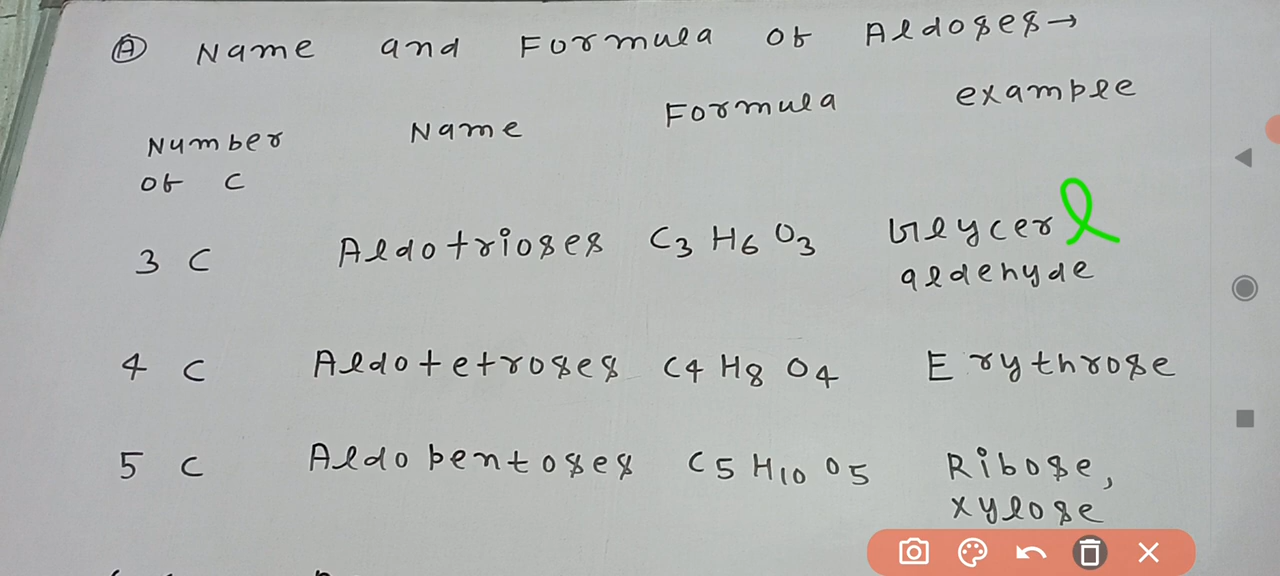 A Name and Formula of Aldoses→
Number of C Name Formula example
3 C Aldotrioses C3 H6 O3 Glycerl aldehyde
4 C Aldotetroses C4 H8 O4 Erythrose
5 C Aldopentoses C5 H10 O5 Ribose, xylose